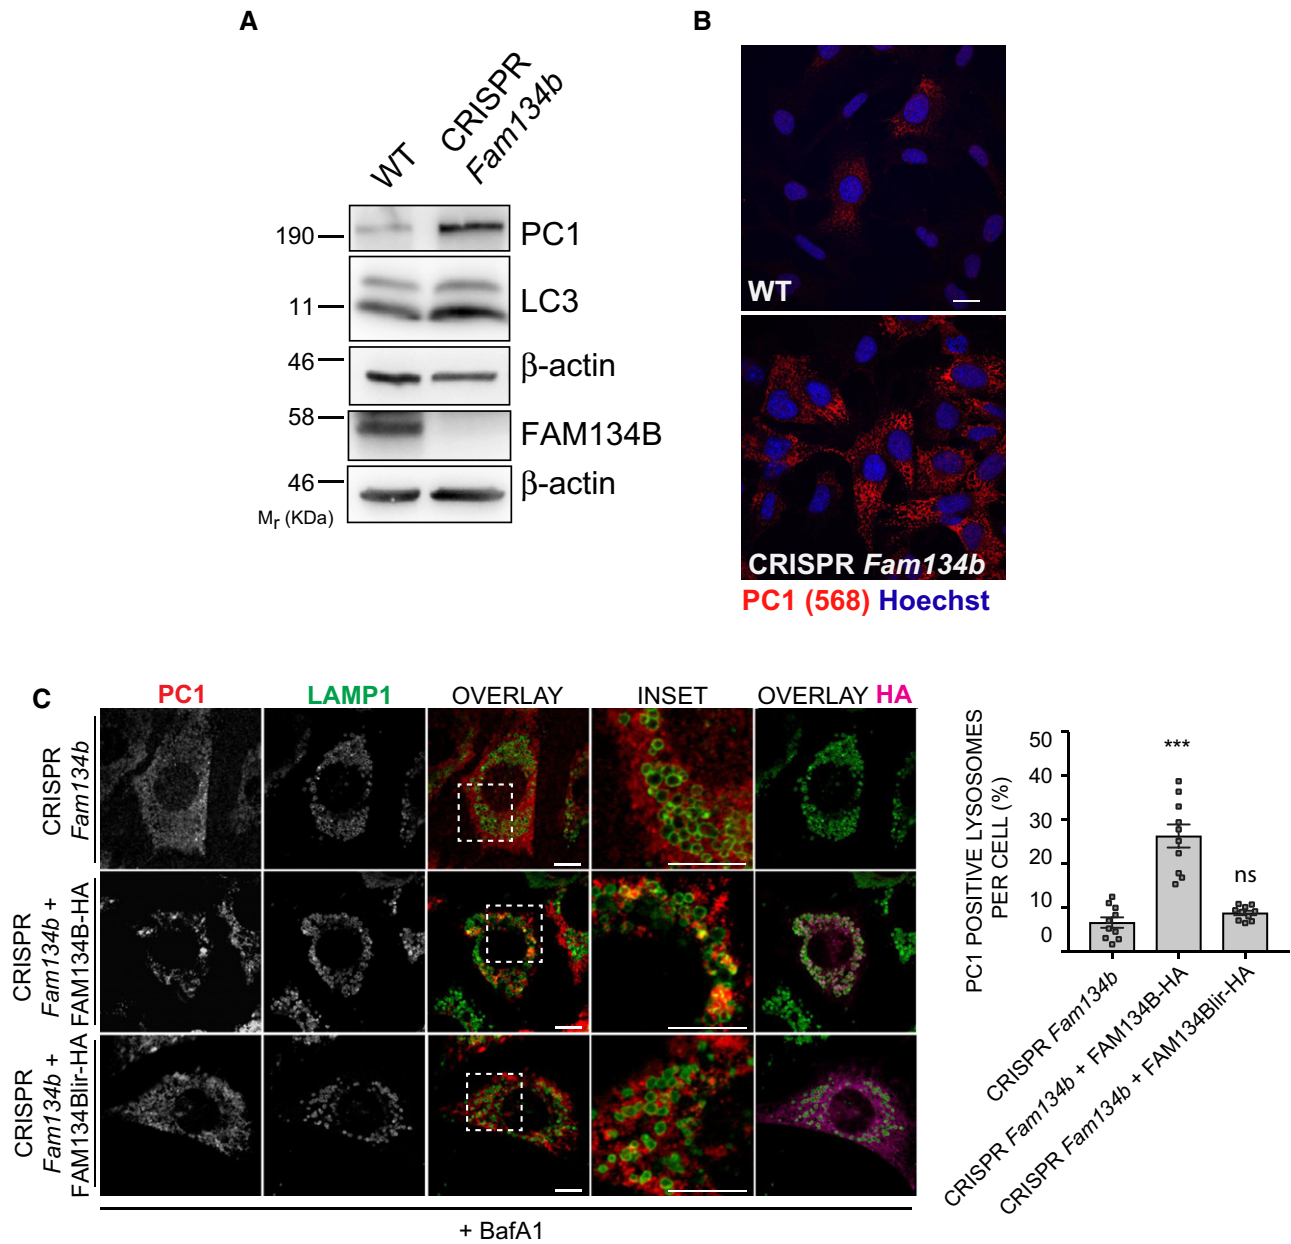 A
WT
CRISPR
Fam134b
190
PC1
11
LC3
46
β-actin
58
FAM134B
46
β-actin
Mr (KDa)
B
WT
CRISPR Fam134b
PC1 (568) Hoechst
C
PC1
LAMP1
OVERLAY
INSET
OVERLAY HA
CRISPR
Fam134b
CRISPR
Fam134b +
FAM134B-HA
CRISPR
Fam134b +
FAM134Blir-HA
+ BafA1
PC1 POSITIVE LYSOSOMES
PER CELL (%)
50
40
30
20
10
0
***
ns
CRISPR Fam134b
CRISPR Fam134b + FAM134B-HA
CRISPR Fam134b + FAM134Blir-HA